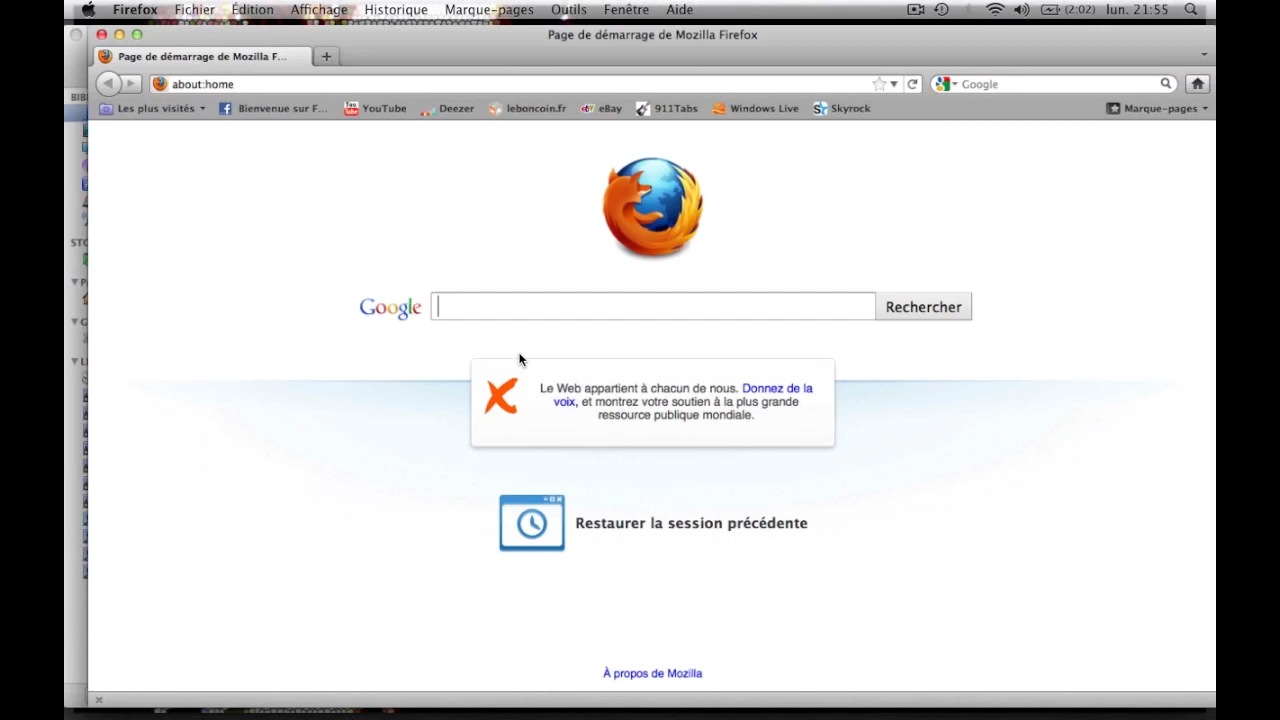 Firefox Fichier Édition Affichage Historique Marque-pages Outils Fenêtre Aide (2:02) lun. 21:55
Page de démarrage de Mozilla Firefox
Page de démarrage de Mozilla F...
about:home Google
Les plus visités Bienvenue sur F... YouTube Deezer leboncoin.fr eBay 911Tabs Windows Live Skyrock Marque-pages
Google Rechercher
Le Web appartient à chacun de nous. Donnez de la
voix, et montrez votre soutien à la plus grande
ressource publique mondiale.
Restaurer la session précédente
À propos de Mozilla